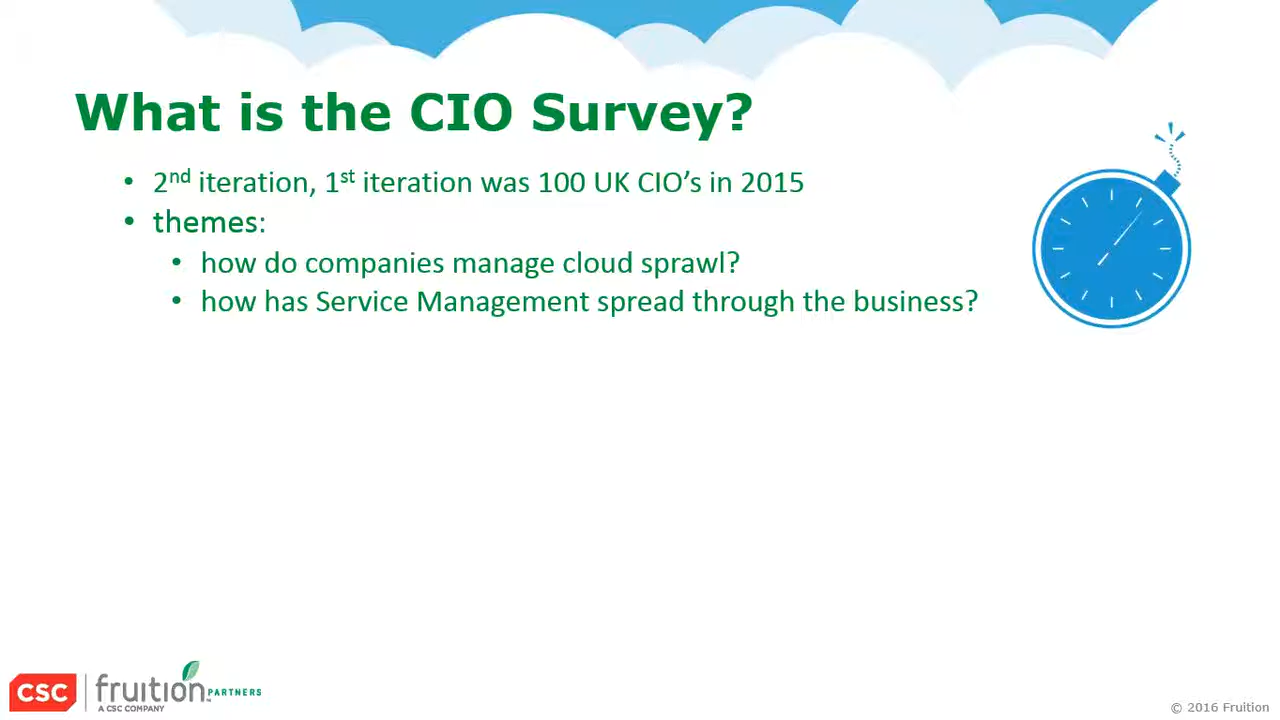 What is the CIO Survey?
• 2nd iteration, 1st iteration was 100 UK CIO’s in 2015
• themes:
• how do companies manage cloud sprawl?
• how has Service Management spread through the business?
CSC
fruition PARTNERS
A CSC COMPANY
© 2016 Fruition